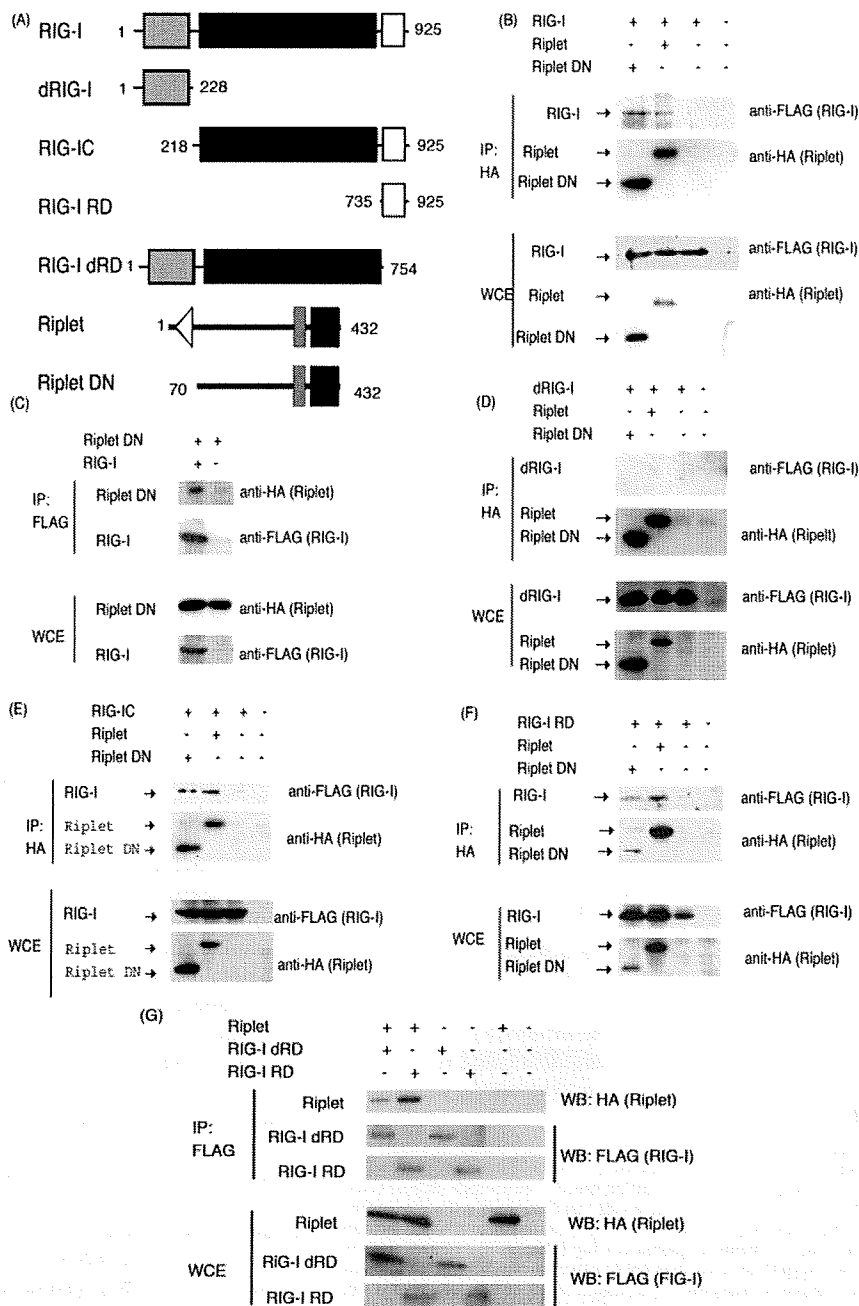 (A)
RIG-I 1 925
dRIG-I 1 228
RIG-IC 218 925
RIG-I RD 735 925
RIG-I dRD 1 754
Riplet 1 432
Riplet DN 70 432
(B)
RIG-I + + + -
Riplet - + - -
Riplet DN + - - -
IP: HA
RIG-I → anti-FLAG (RIG-I)
Riplet → anti-HA (Riplet)
Riplet DN →
WCE
RIG-I → anti-FLAG (RIG-I)
Riplet → anti-HA (Riplet)
Riplet DN →
(C)
Riplet DN + +
RIG-I + -
IP: FLAG
Riplet DN anti-HA (Riplet)
RIG-I anti-FLAG (RIG-I)
WCE
Riplet DN anti-HA (Riplet)
RIG-I anti-FLAG (RIG-I)
(D)
dRIG-I + + + -
Riplet - + - -
Riplet DN + - - -
IP: HA
dRIG-I anti-FLAG (RIG-I)
Riplet →
Riplet DN → anti-HA (Ripelt)
WCE
dRIG-I → anti-FLAG (RIG-I)
Riplet → anti-HA (Riplet)
Riplet DN →
(E)
RIG-IC + + + -
Riplet - + - -
Riplet DN + - - -
IP: HA
RIG-I → anti-FLAG (RIG-I)
Riplet → anti-HA (Riplet)
Riplet DN →
WCE
RIG-I → anti-FLAG (RIG-I)
Riplet →
Riplet DN → anti-HA (Riplet)
(F)
RIG-I RD + + + -
Riplet - + - -
Riplet DN + - - -
IP: HA
RIG-I → anti-FLAG (RIG-I)
Riplet → anti-HA (Riplet)
Riplet DN →
WCE
RIG-I → anti-FLAG (RIG-I)
Riplet → anit-HA (Riplet)
Riplet DN →
(G)
Riplet + + - - + -
RIG-I dRD + - + - - -
RIG-I RD - + - + - -
IP: FLAG
Riplet WB: HA (Riplet)
RIG-I dRD WB: FLAG (RIG-I)
RIG-I RD
WCE
Riplet WB: HA (Riplet)
RiG-I dRD WB: FLAG (FIG-I)
RIG-I RD